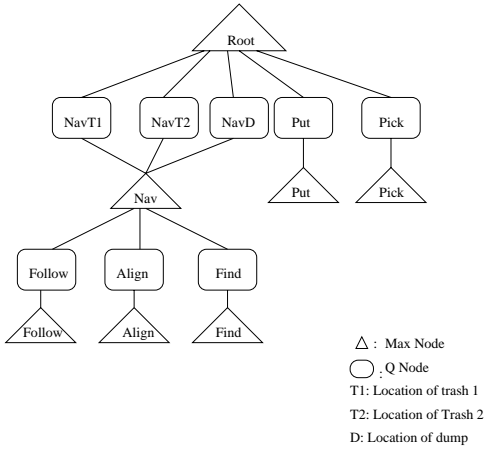 Root
NavT1 NavT2 NavD Put Pick
Nav Put Pick
Follow Align Find
Follow Align Find
: Max Node
: Q Node
T1: Location of trash 1
T2: Location of Trash 2
D: Location of dump